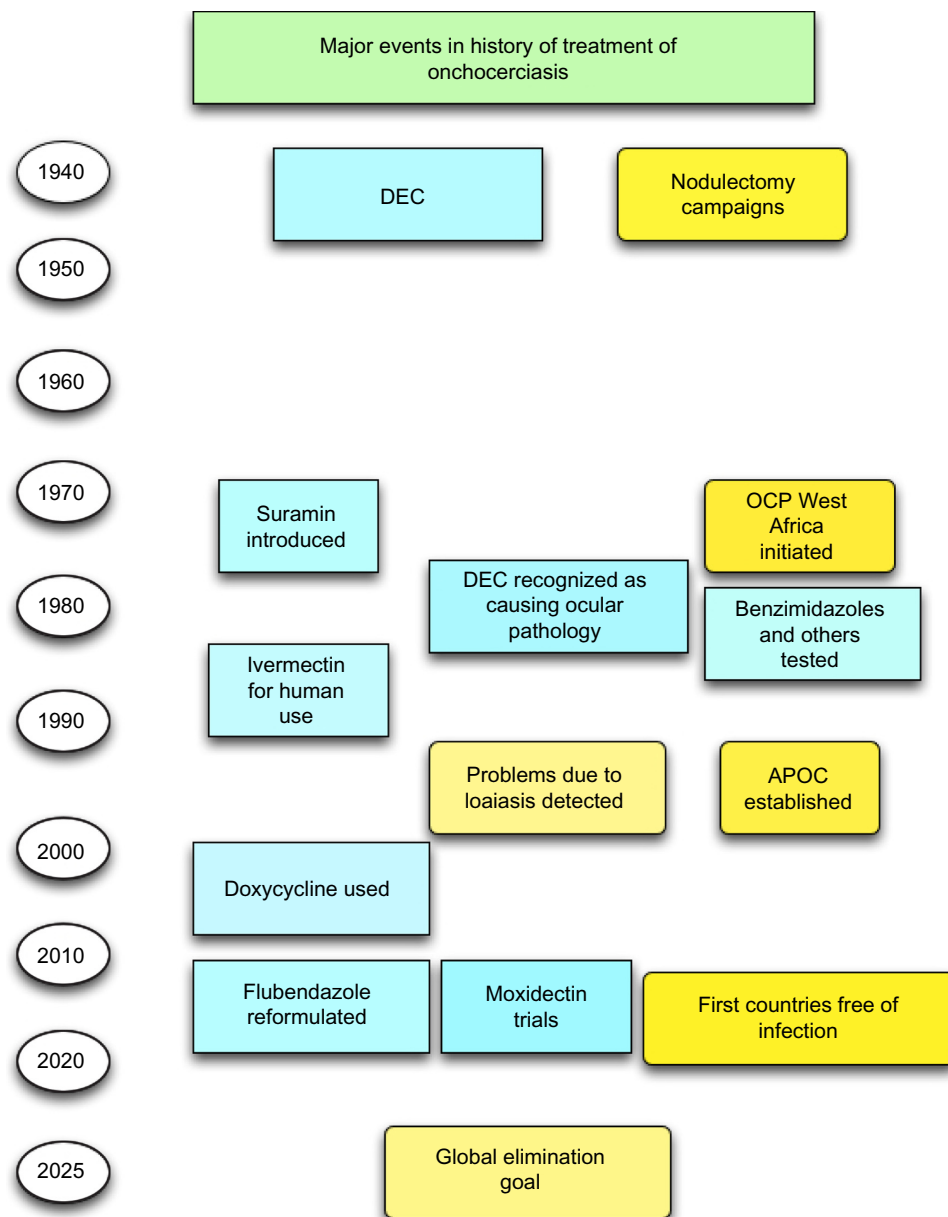 Major events in history of treatment of
onchocerciasis
1940
DEC
Nodulectomy
campaigns
1950
1960
1970
Suramin
introduced
OCP West
Africa
initiated
DEC recognized as
causing ocular
pathology
1980
Benzimidazoles
and others
tested
Ivermectin
for human
use
1990
Problems due to
loaiasis detected
APOC
established
2000
Doxycycline used
2010
Flubendazole
reformulated
Moxidectin
trials
First countries free of
infection
2020
2025
Global elimination
goal